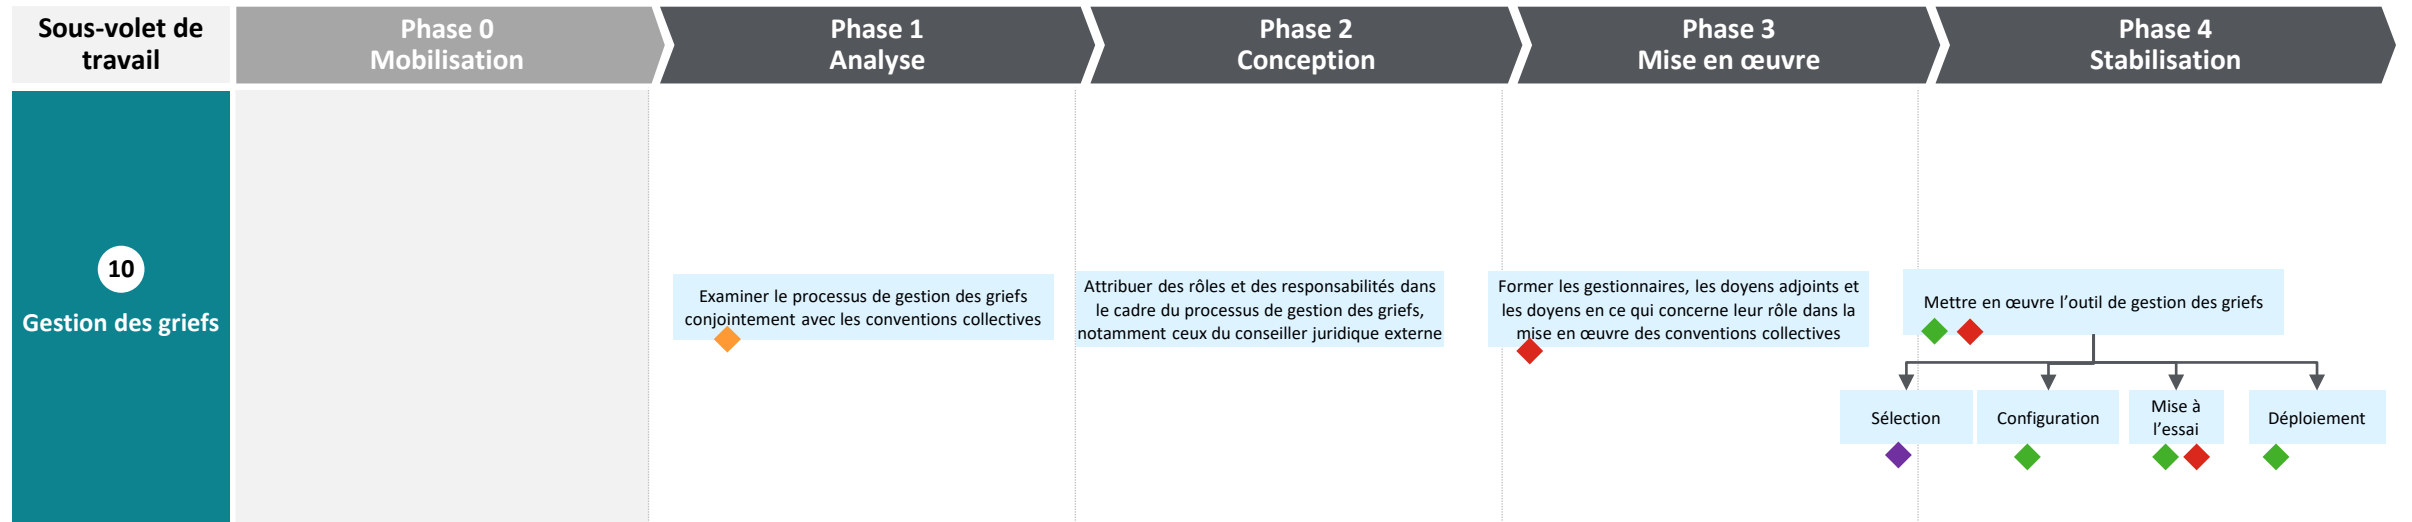 Sous-volet de
travail
Phase 0
Mobilisation
Phase 1
Analyse
Phase 2
Conception
Phase 3
Mise en œuvre
Phase 4
Stabilisation
10
Gestion des griefs
Examiner le processus de gestion des griefs
conjointement avec les conventions collectives
Attribuer des rôles et des responsabilités dans
le cadre du processus de gestion des griefs,
notamment ceux du conseiller juridique externe
Former les gestionnaires, les doyens adjoints et
les doyens en ce qui concerne leur rôle dans la
mise en œuvre des conventions collectives
Mettre en œuvre l’outil de gestion des griefs
Sélection
Configuration
Mise à
l’essai
Déploiement